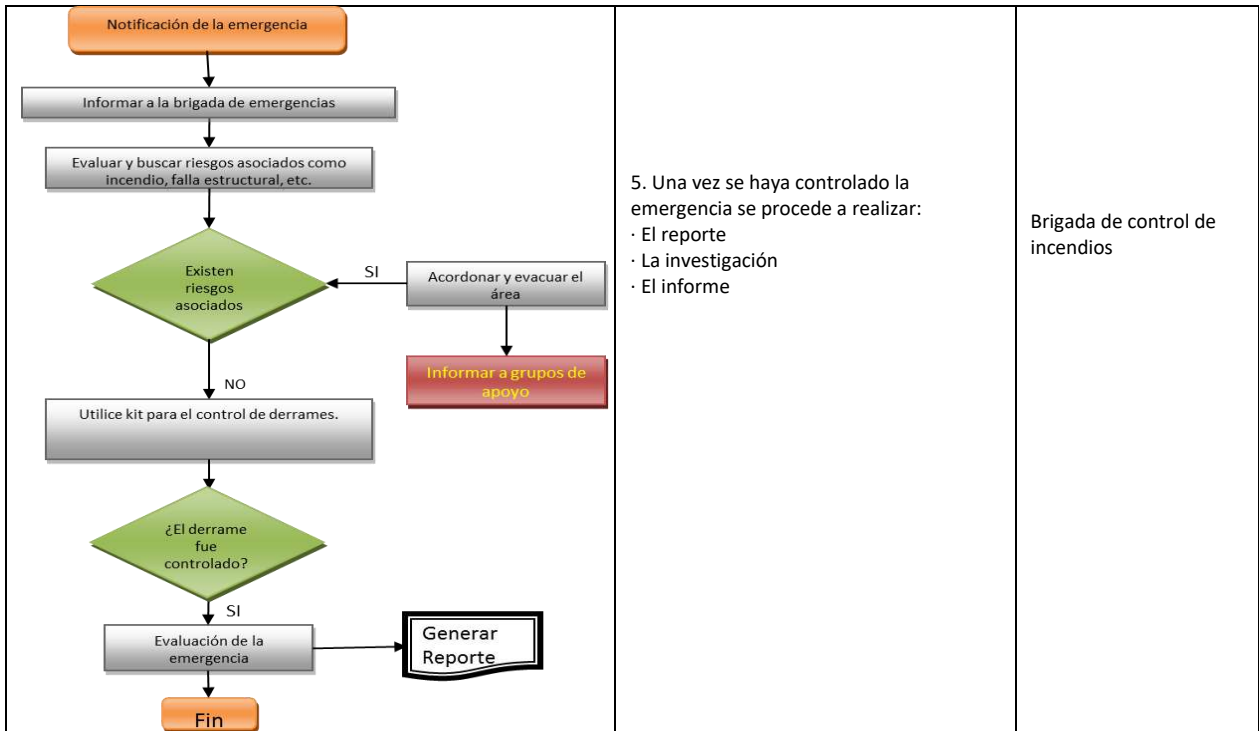 Notificación de la emergencia
Informar a la brigada de emergencias
Evaluar y buscar riesgos asociados como
incendio, falla estructural, etc.
Existen
riesgos
asociados
SI
Acordonar y evacuar el
área
Informar a grupos de
apoyo
NO
Utilice kit para el control de derrames.
¿El derrame
fue
controlado?
SI
Evaluación de la
emergencia
Generar
Reporte
Fin
5. Una vez se haya controlado la
emergencia se procede a realizar:
· El reporte
· La investigación
· El informe
Brigada de control de
incendios